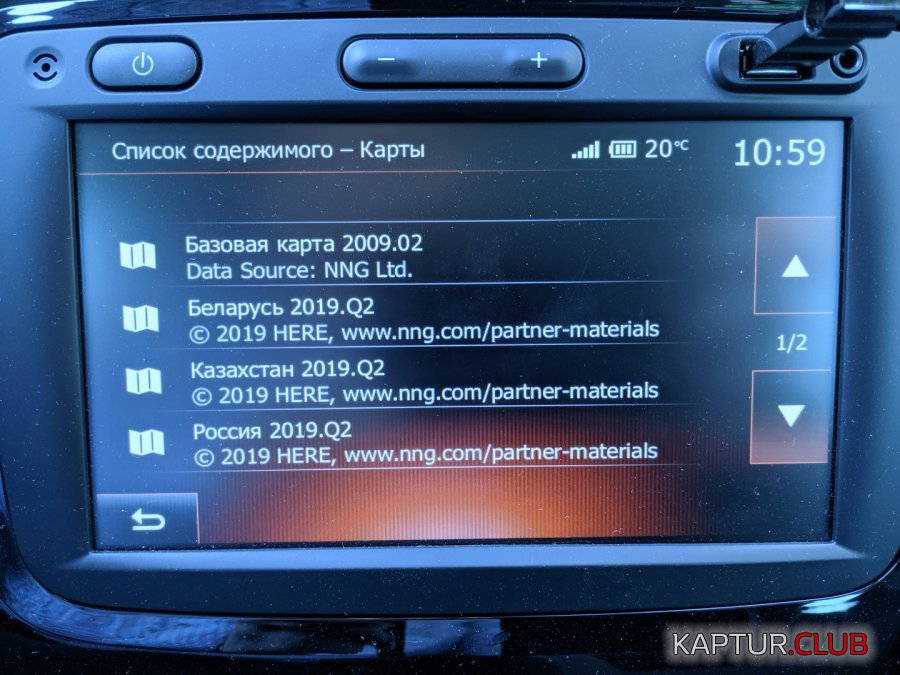 Список содержимого – Карты
20°C
10:59
Базовая карта 2009.02
Data Source: NNG Ltd.
Беларусь 2019.Q2
© 2019 HERE, www.nng.com/partner-materials
1/2
Казахстан 2019.Q2
© 2019 HERE, www.nng.com/partner-materials
Россия 2019.Q2
© 2019 HERE, www.nng.com/partner-materials
KAPTUR.CLUB